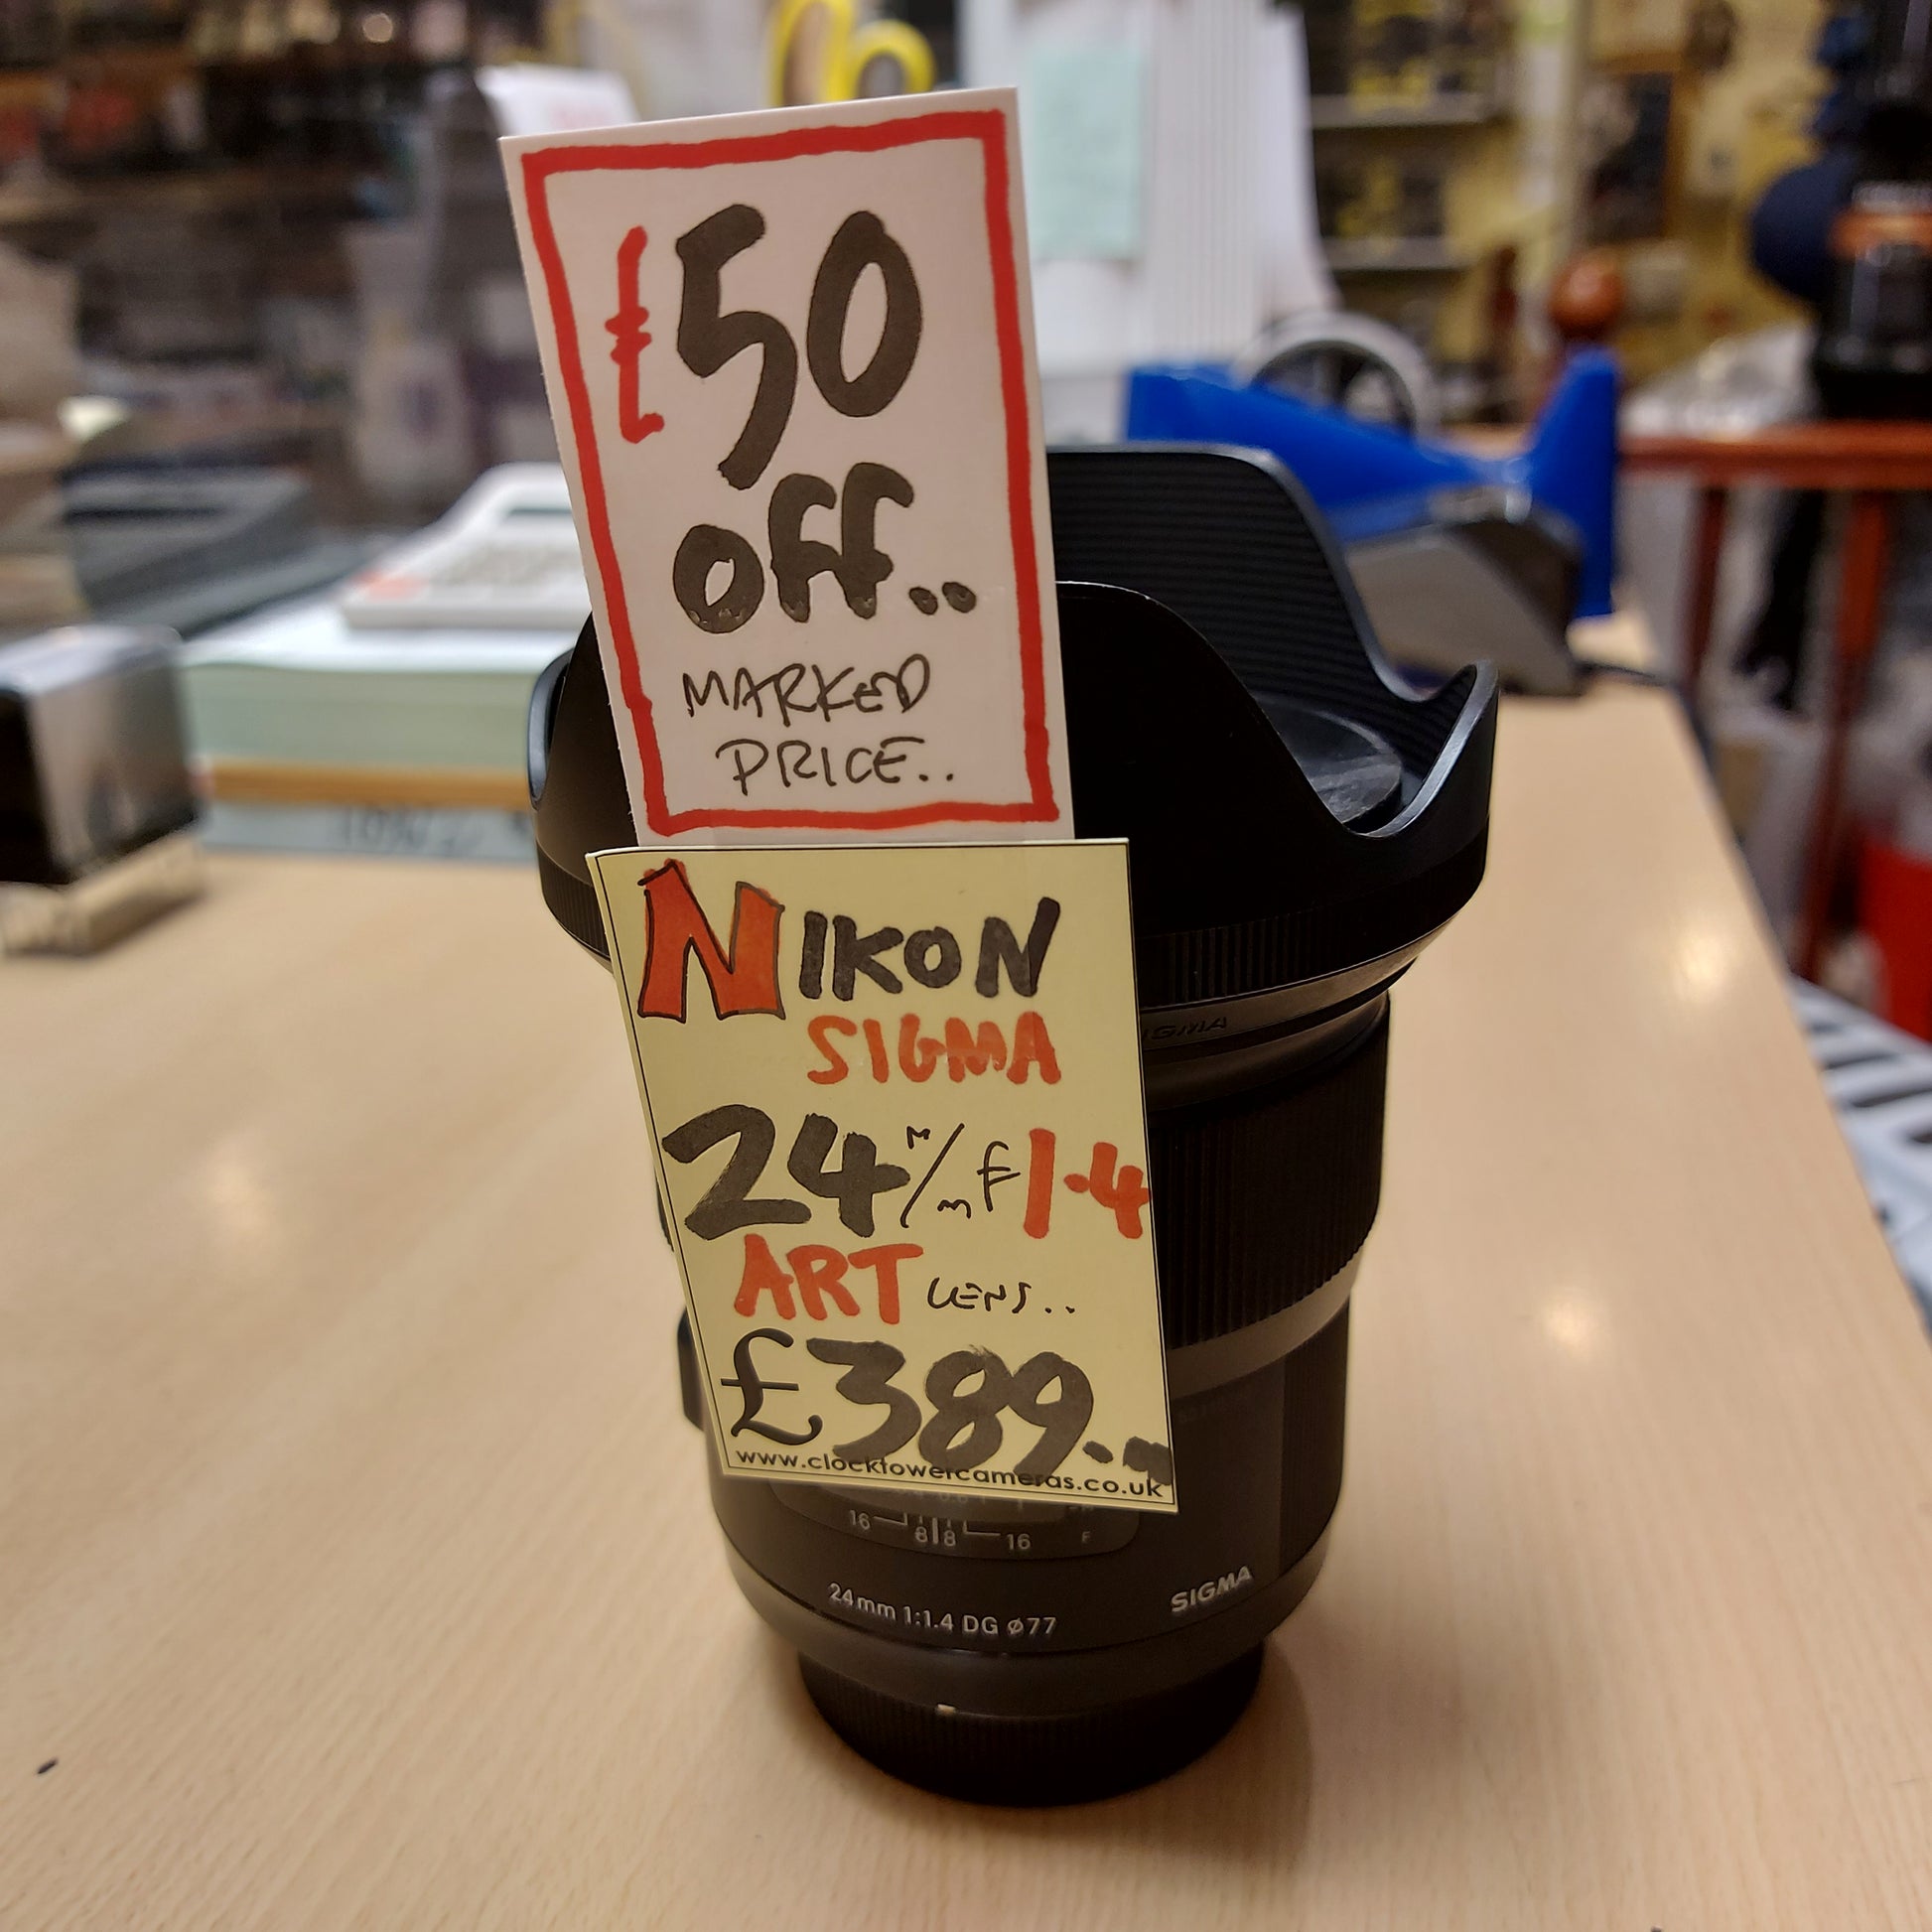 £50
off..
MARKED
PRICE..
NIKON
SIGMA
24m/m f1.4
ART LENS..
£389.--
www.clocktowercameras.co.uk
16 8 8 16 F
24mm 1:1.4 DG ø77
SIGMA